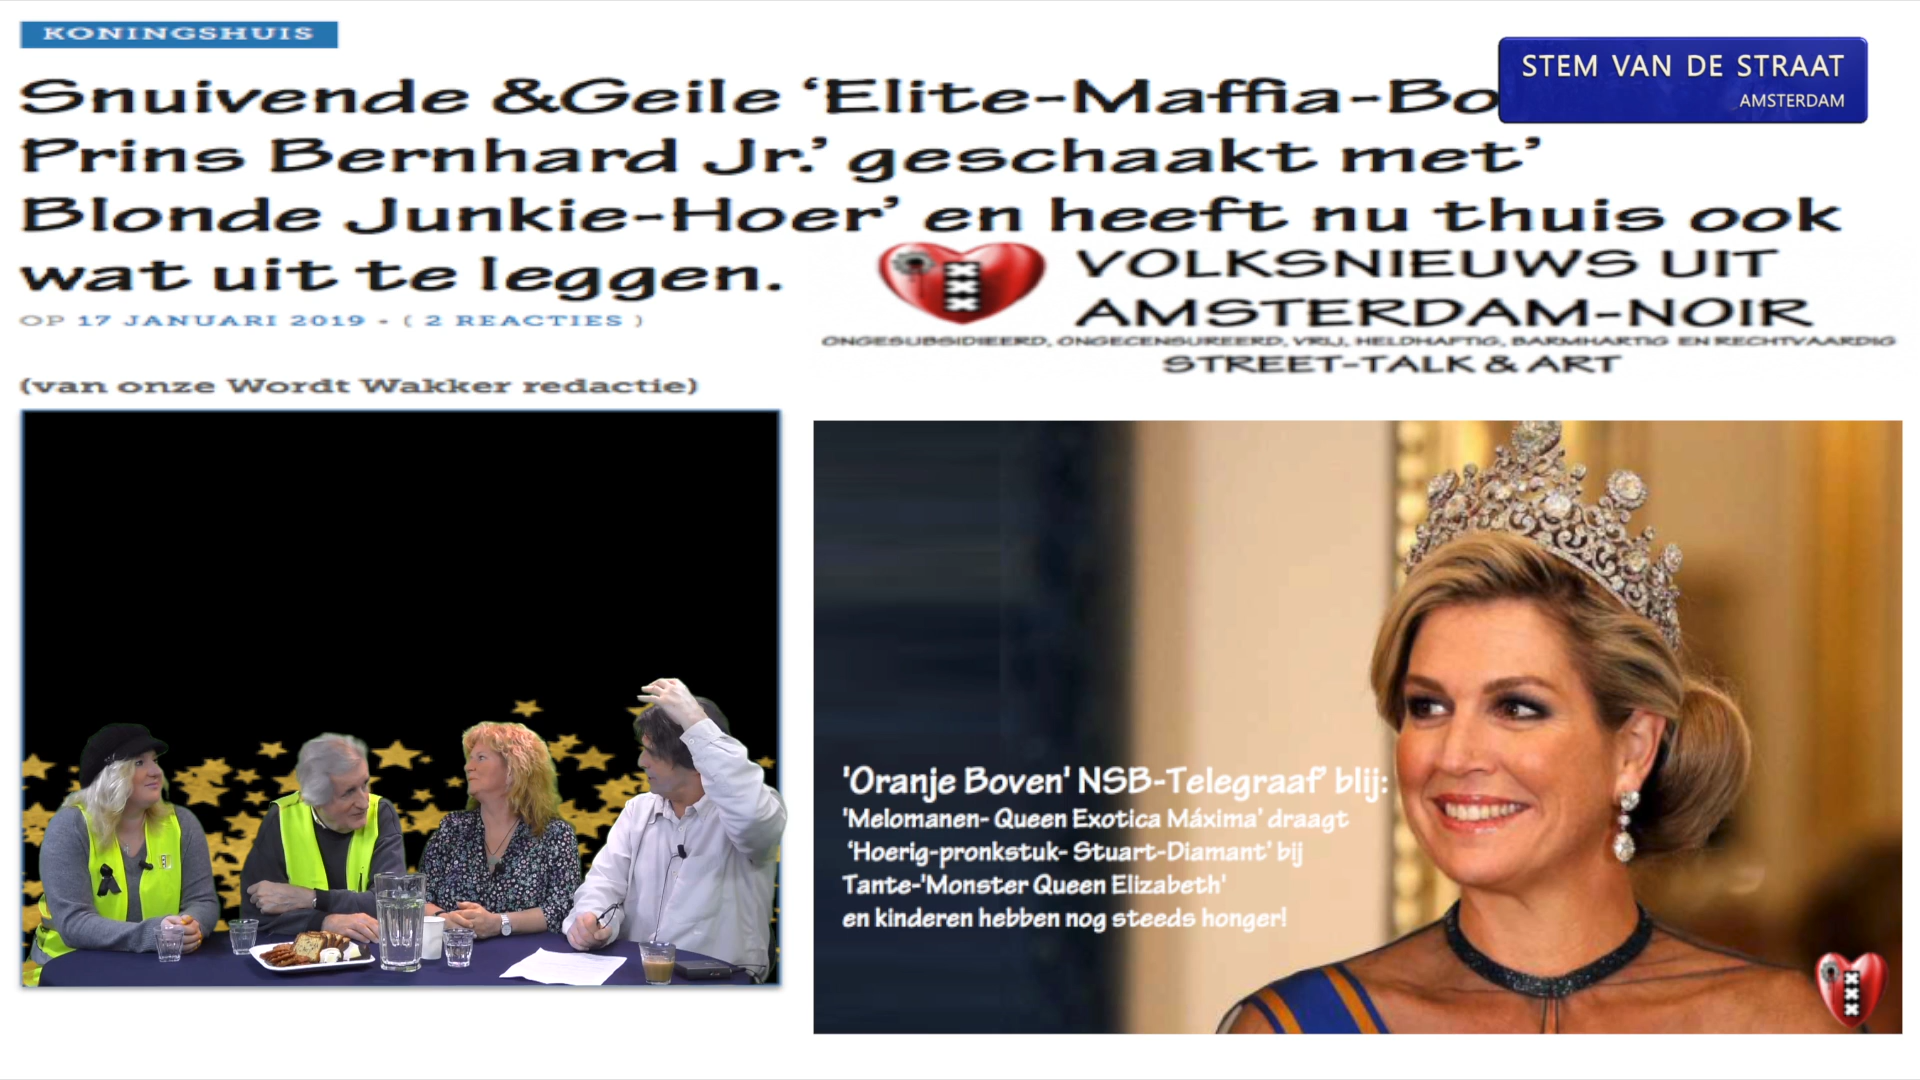 KONINGSHUIS
STEM VAN DE STRAAT
AMSTERDAM
Snuivende &Geile ‘Elite-Maffia-Bo
Prins Bernhard Jr.’ geschaakt met’
Blonde Junkie-Hoer’ en heeft nu thuis ook
wat uit te leggen.
OP 17 JANUARI 2019 • ( 2 REACTIES )
(van onze Wordt Wakker redactie)
XXX
VOLKSNIEUWS UIT
AMSTERDAM-NOIR
ONGESUBSIDIEERD, ONGECENSUREERD, VRIJ, HELDHAFTIG, BARMHARTIG EN RECHTVAARDIG
STREET-TALK & ART
'Oranje Boven' NSB-Telegraaf' blij:
'Melomanen- Queen Exotica Máxima' draagt
‘Hoerig-pronkstuk- Stuart-Diamant' bij
Tante-'Monster Queen Elizabeth'
en kinderen hebben nog steeds honger!
XXX